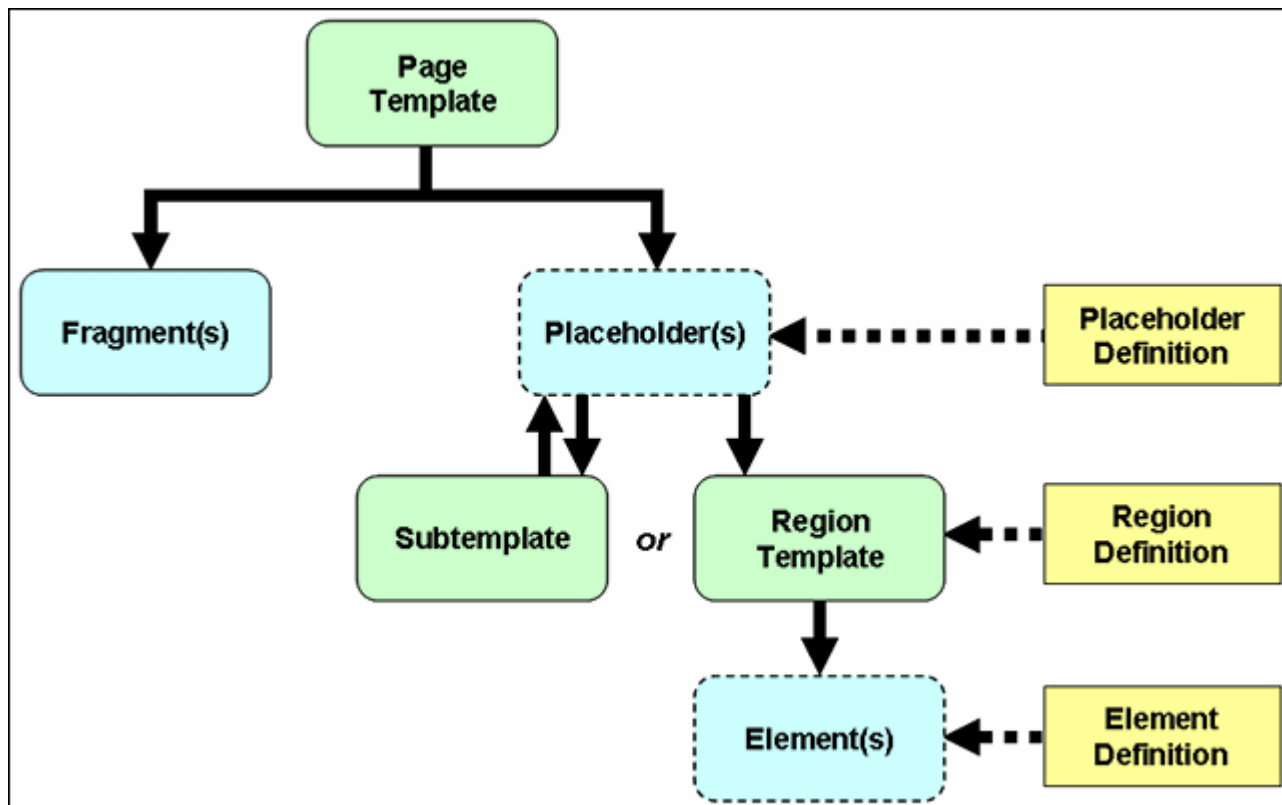 Page
Template
Fragment(s)
Placeholder(s)
Placeholder
Definition
Subtemplate
or
Region
Template
Region
Definition
Element(s)
Element
Definition